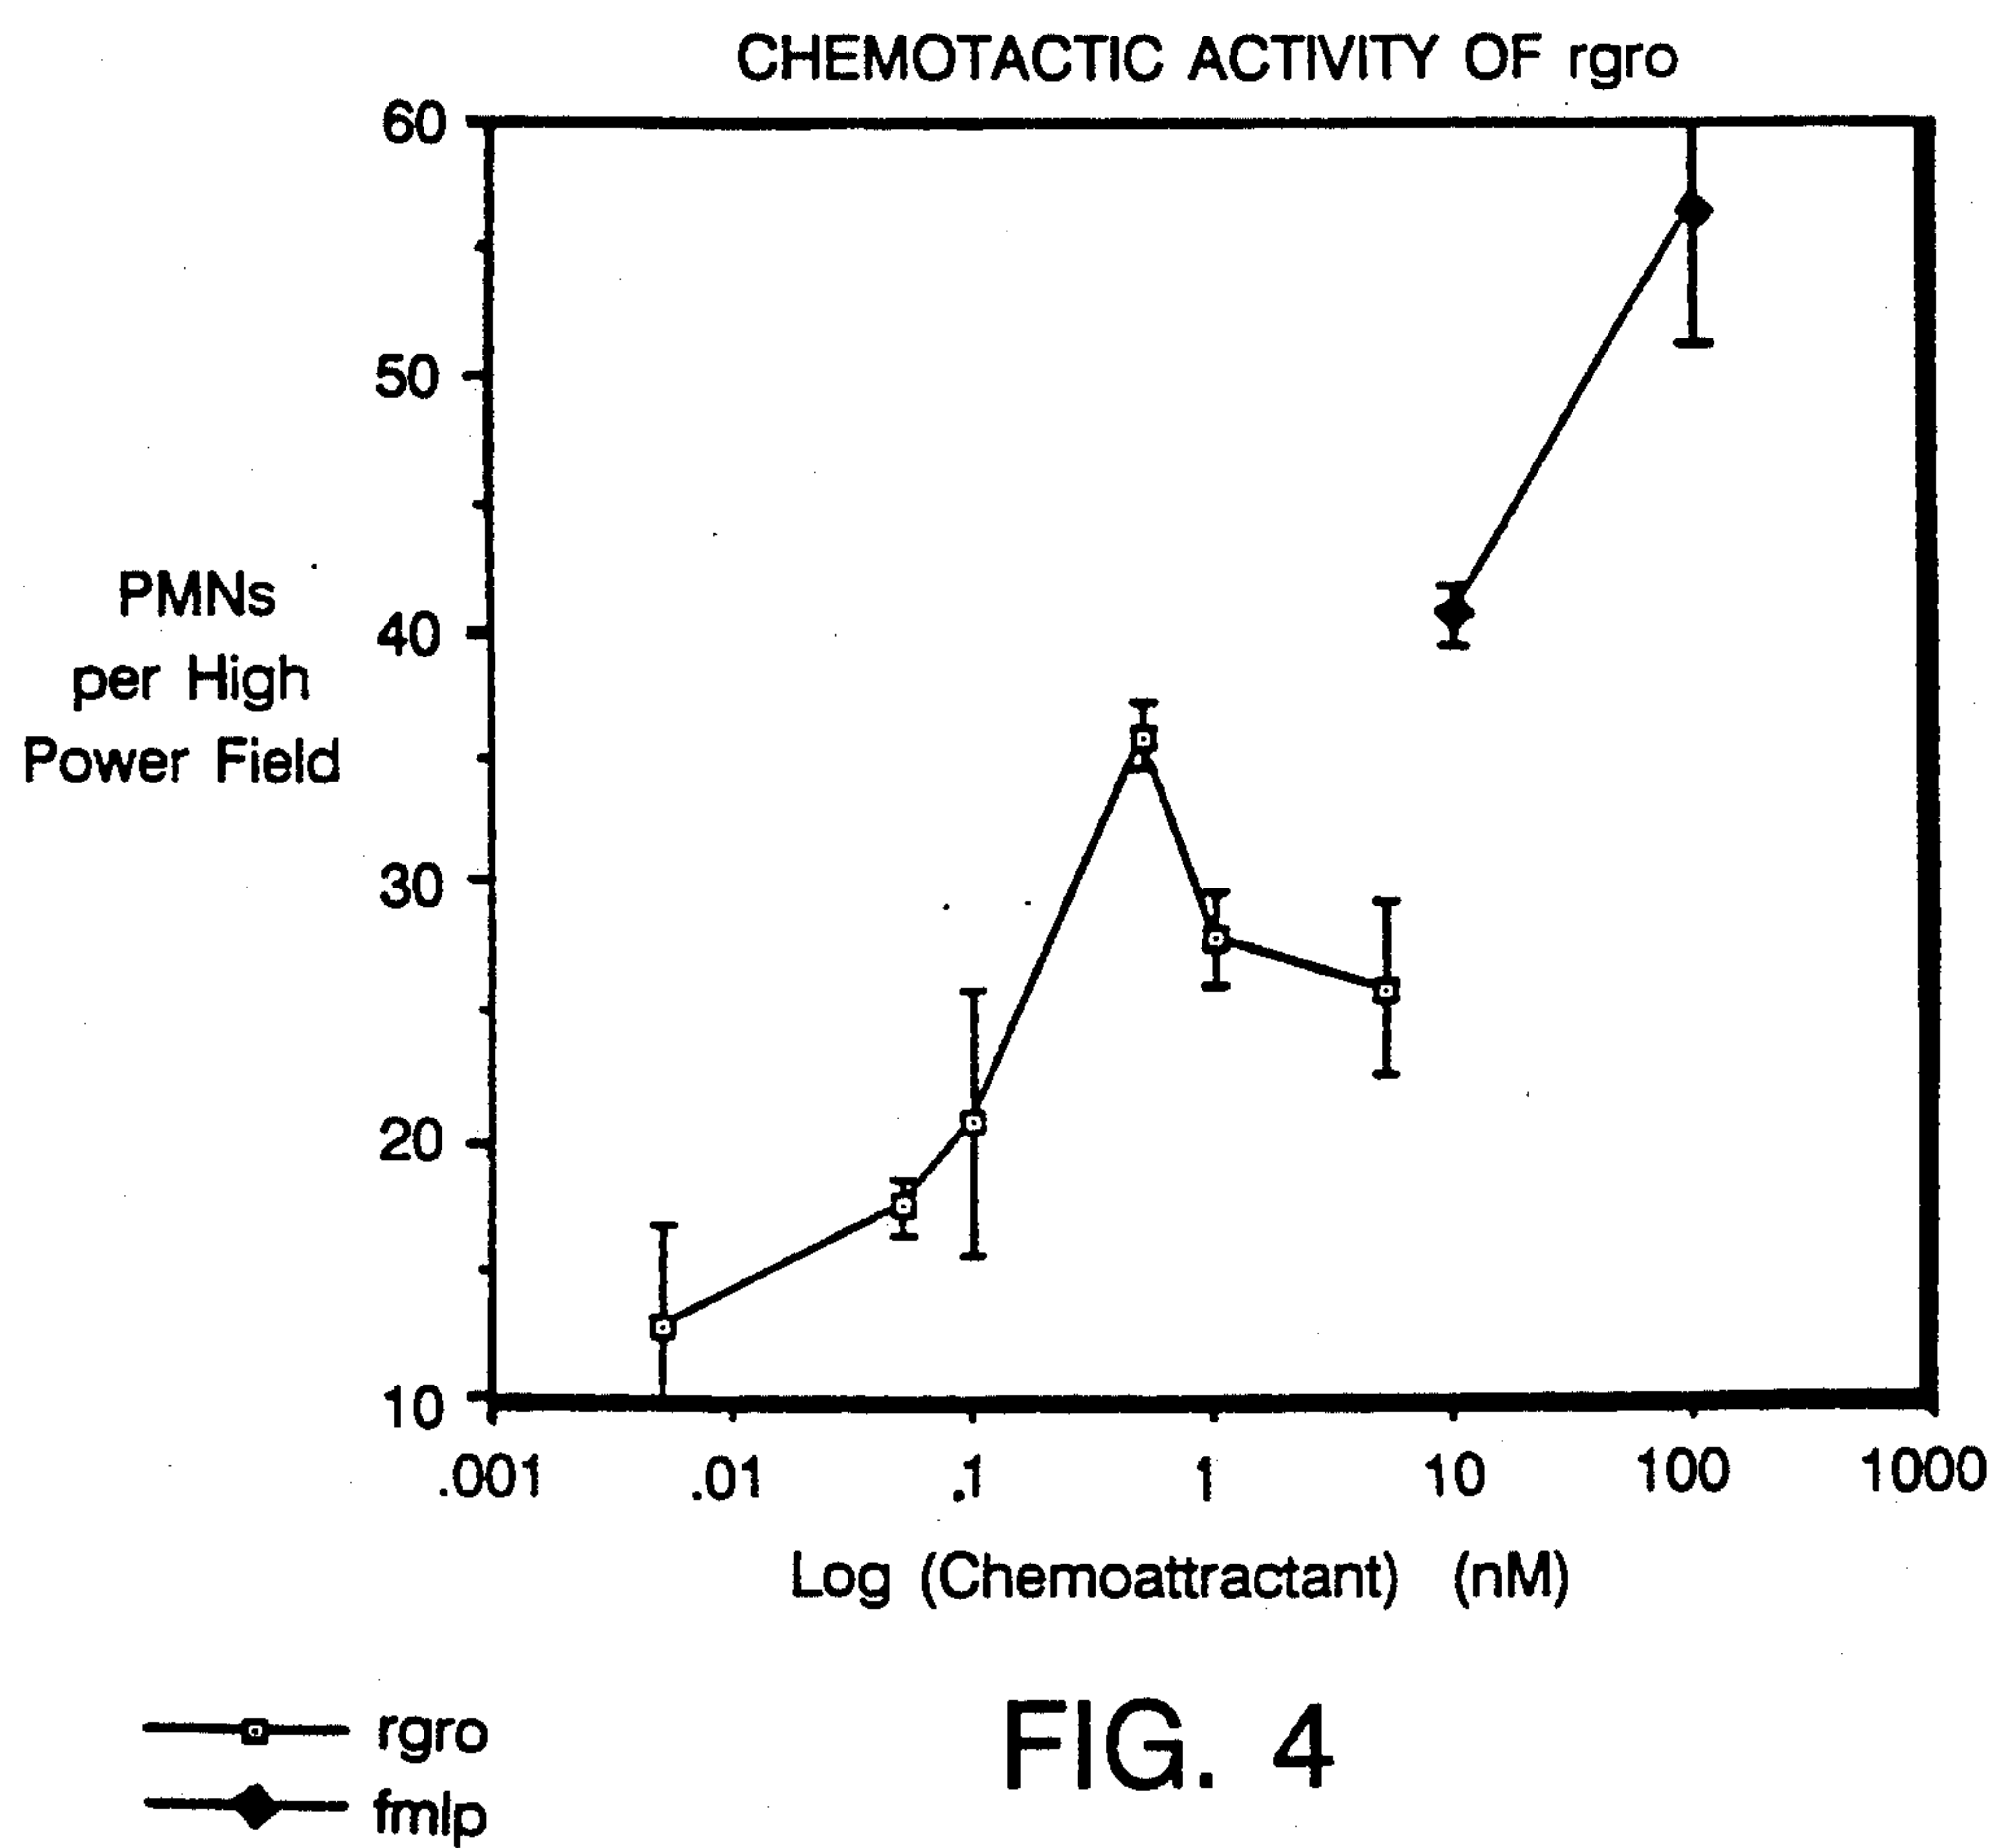 CHEMOTACTIC ACTIVITY OF rgro
60
50
40
30
20
10
PMNs
per High
Power Field
.001 .01 .1 1 10 100 1000
Log (Chemoattractant) (nM)
rgro
fmlp
FIG. 4